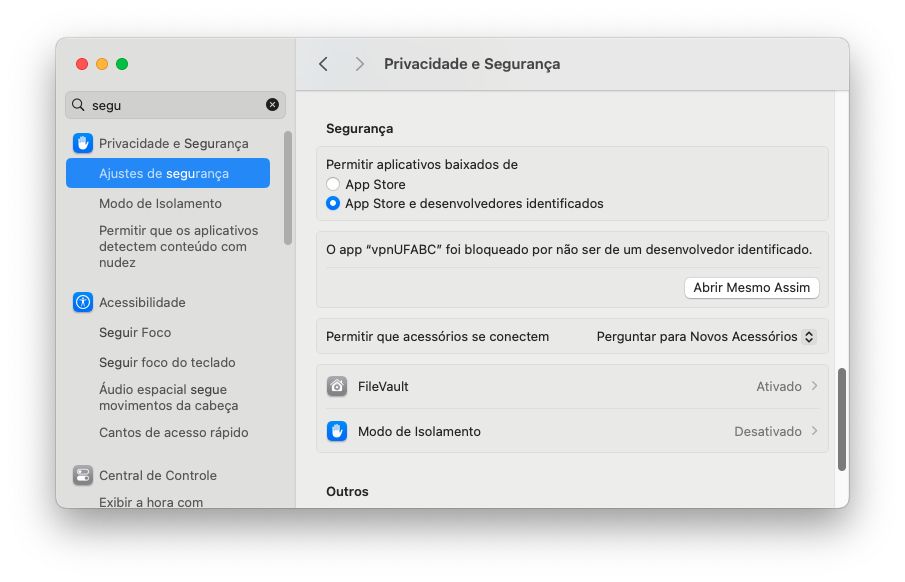 segu
Privacidade e Segurança
Ajustes de segurança
Modo de Isolamento
Permitir que os aplicativos
detectem conteúdo com
nudez
Acessibilidade
Seguir Foco
Seguir foco do teclado
Áudio espacial segue
movimentos da cabeça
Cantos de acesso rápido
Central de Controle
Exibir a hora com
Privacidade e Segurança
Segurança
Permitir aplicativos baixados de
App Store
App Store e desenvolvedores identificados
O app “vpnUFABC” foi bloqueado por não ser de um desenvolvedor identificado.
Abrir Mesmo Assim
Permitir que acessórios se conectem Perguntar para Novos Acessórios
FileVault Ativado
Modo de Isolamento Desativado
Outros